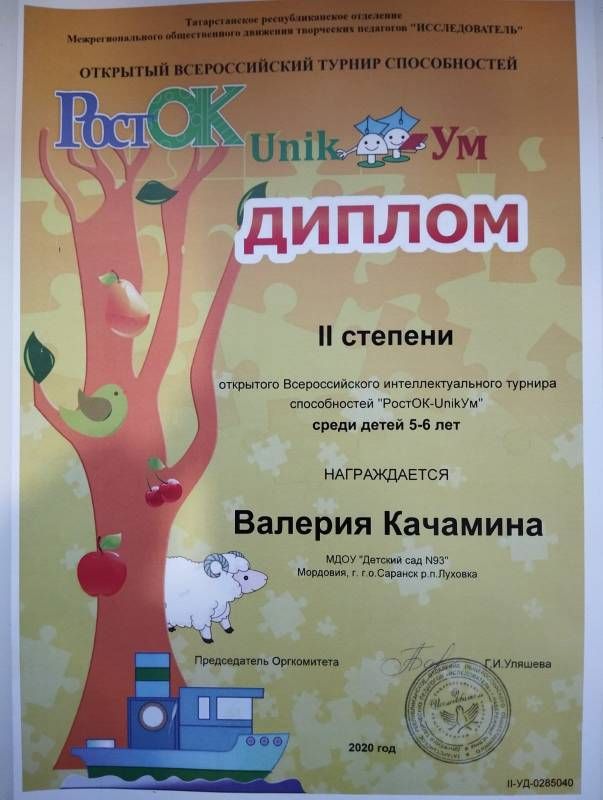 Татарстанское республиканское отделение
Межрегионального общественного движения творческих педагогов "ИССЛЕДОВАТЕЛЬ"
ОТКРЫТЫЙ ВСЕРОССИЙСКИЙ ТУРНИР СПОСОБНОСТЕЙ
РостОК
Unik Ум
ДИПЛОМ
II степени
открытого Всероссийского интеллектуального турнира
способностей "РостОК-UnikУм"
среди детей 5-6 лет
НАГРАЖДАЕТСЯ
Валерия Качамина
МДОУ "Детский сад N93"
Мордовия, г. г.о.Саранск р.п.Луховка
Председатель Оргкомитета
Г.И.Уляшева
Исследователь
2020 год
II-УД-0285040